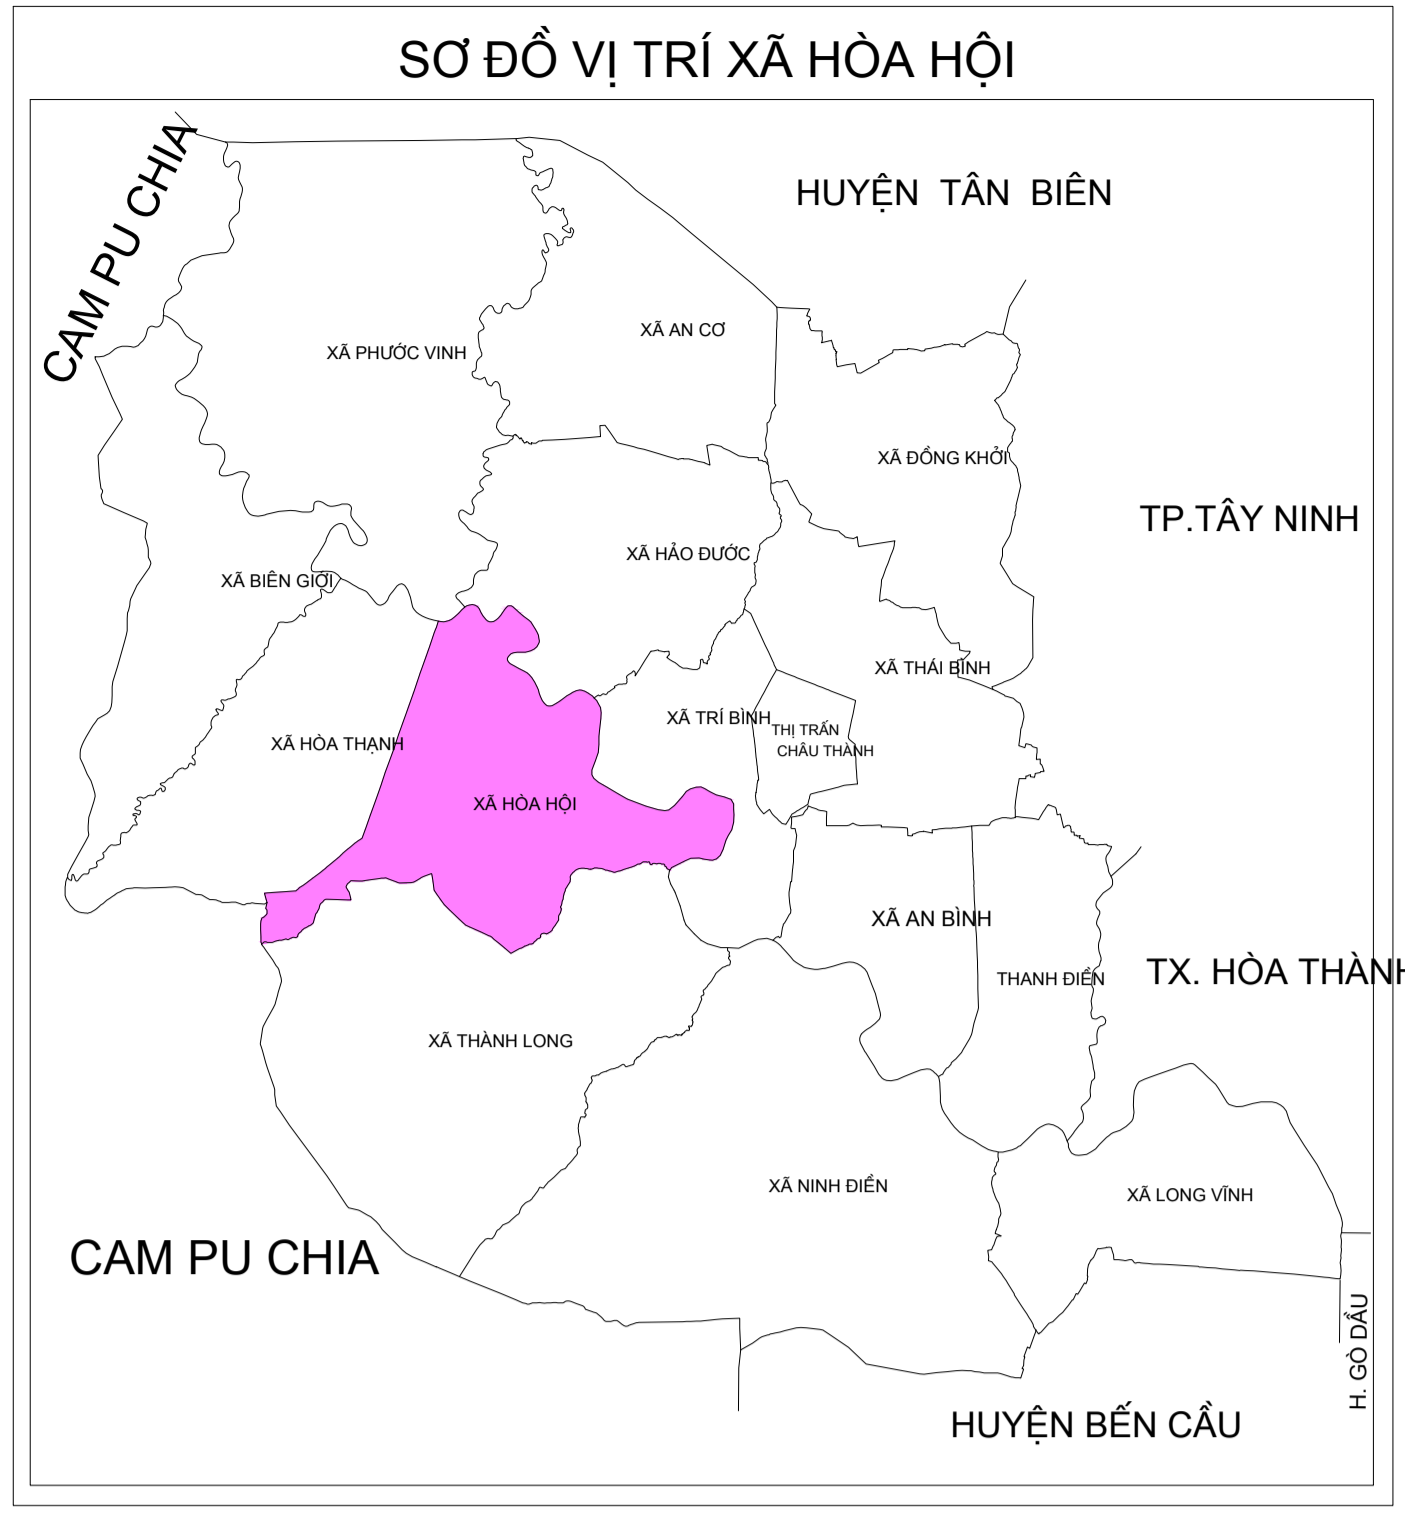 SƠ ĐỒ VỊ TRÍ XÃ HÒA HỘI
CAM PU CHIA
HUYỆN TÂN BIÊN
XÃ AN CƠ
XÃ PHƯỚC VINH
XÃ ĐỒNG KHỞI
TP.TÂY NINH
XÃ HẢO ĐƯỚC
XÃ BIÊN GIỚI
XÃ THÁI BÌNH
XÃ TRÍ BÌNH
THỊ TRẤN
CHÂU THÀNH
XÃ HÒA THẠNH
XÃ HÒA HỘI
XÃ AN BÌNH
THANH ĐIỀN
TX. HÒA THÀNH
XÃ THÀNH LONG
XÃ NINH ĐIỀN
XÃ LONG VĨNH
CAM PU CHIA
H. GÒ DẦU
HUYỆN BẾN CẦU